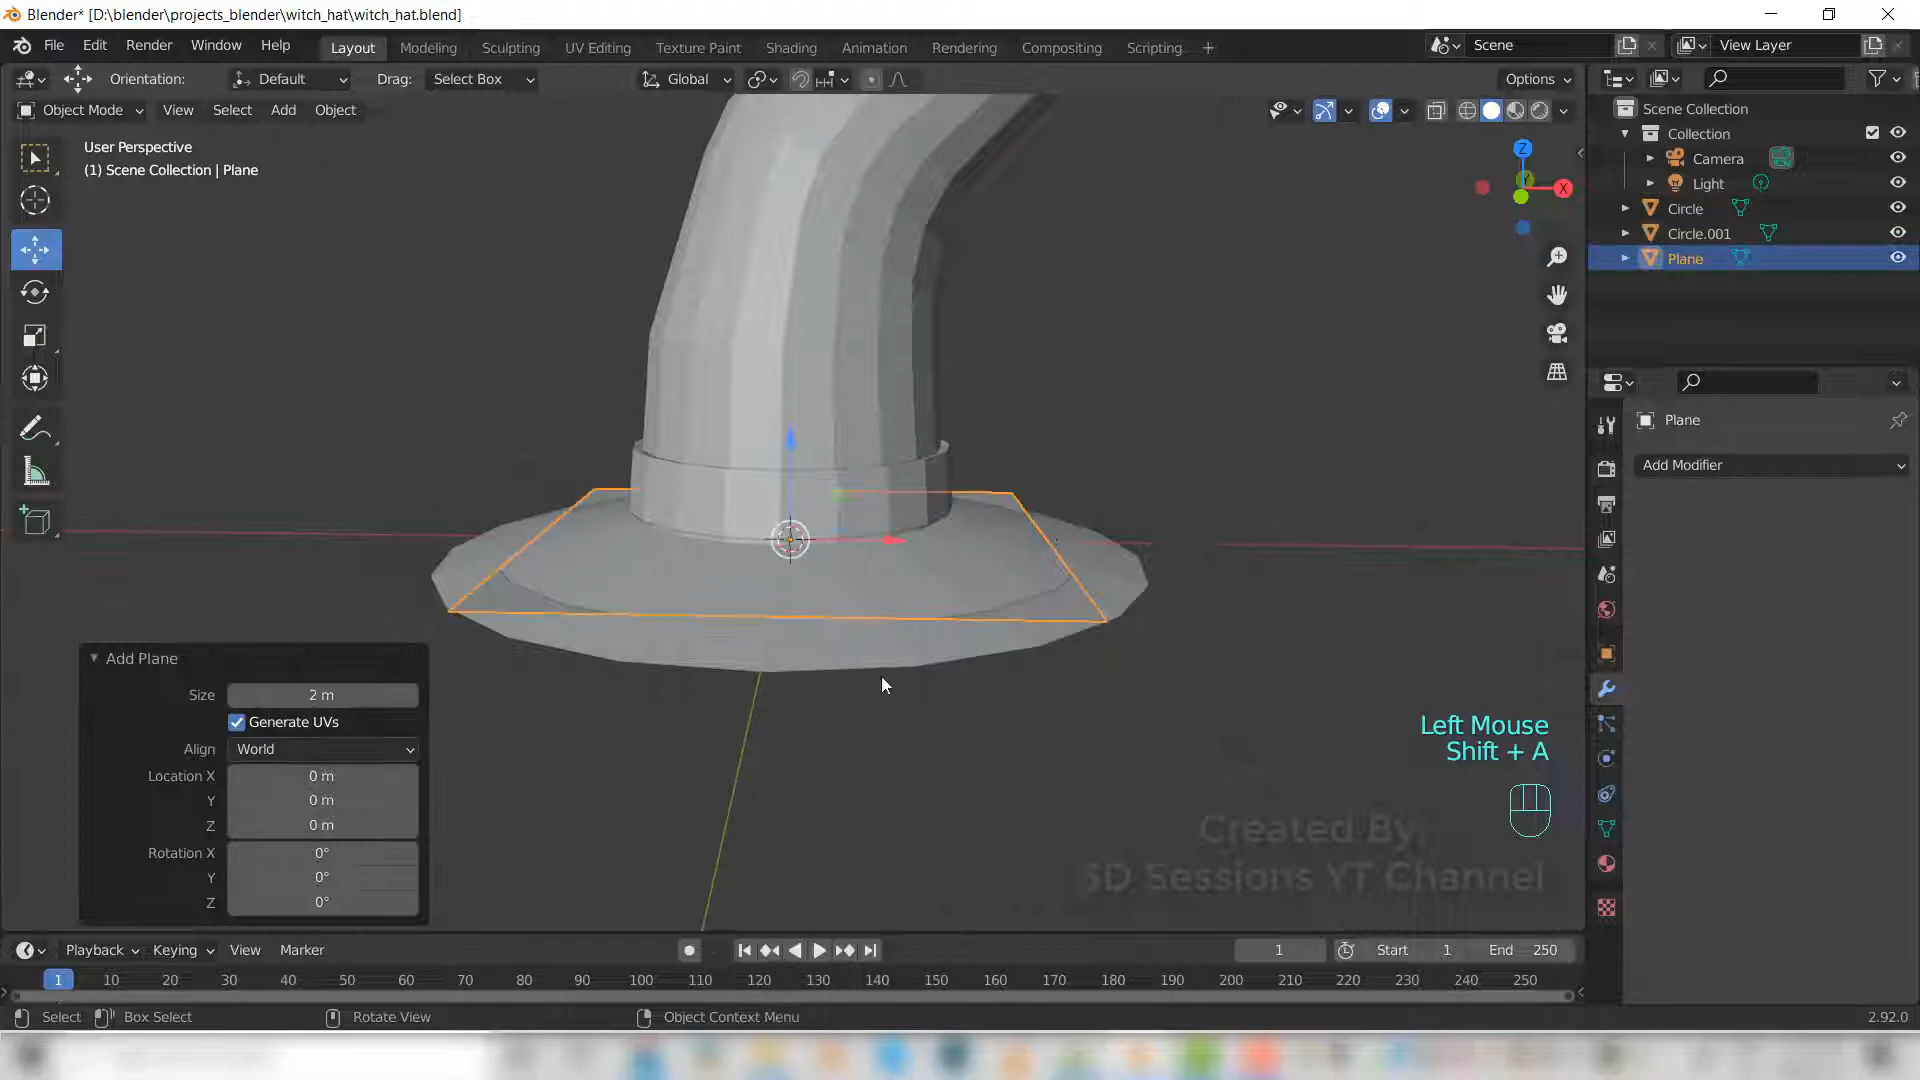 Blender* [D:\blender\projects_blender\witch_hat\witch_hat.blend]
File Edit Render Window Help Layout Modeling Sculpting UV Editing Texture Paint Shading Animation Rendering Compositing Scripting + Scene View Layer
Orientation: Default Drag: Select Box Global Options
Object Mode View Select Add Object
User Perspective
(1) Scene Collection | Plane
Z
X
Scene Collection
Collection
Camera
Light
Circle
Circle.001
Plane
Plane
Add Modifier
Add Plane
Size 2 m
Generate UVs
Align World
Location X 0 m
Y 0 m
Z 0 m
Rotation X 0°
Y 0°
Z 0°
Left Mouse
Shift + A
Created By
3D Sessions YT Channel
Playback Keying View Marker 1 Start 1 End 250
1 10 20 30 40 50 60 70 80 90 100 110 120 130 140 150 160 170 180 190 200 210 220 230 240 250
Select Box Select Rotate View Object Context Menu 2.92.0